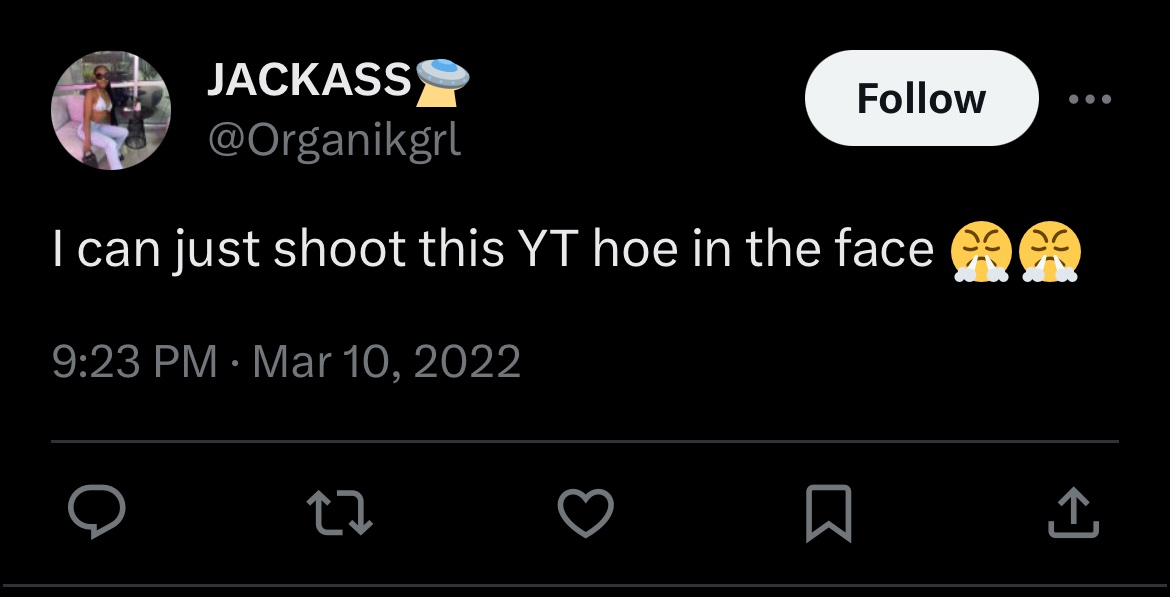 JACKASS🛸
@Organikgrl
Follow
I can just shoot this YT hoe in the face 😤😤
9:23 PM · Mar 10, 2022